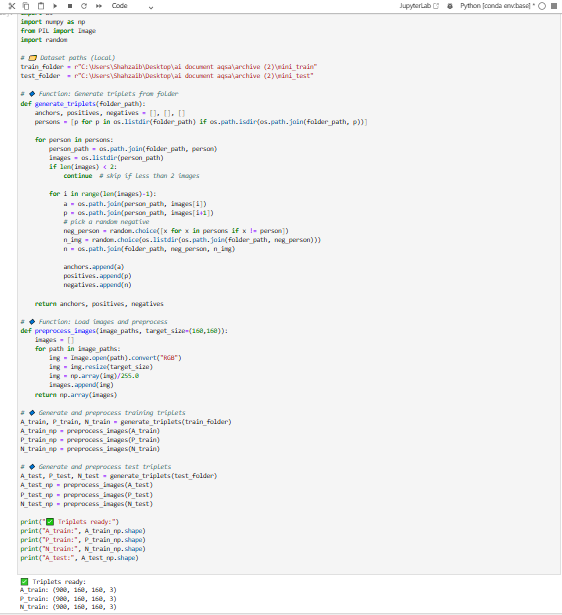 Code
JupyterLab
Python [conda env:base] *
import numpy as np
from PIL import Image
import random
# 📂 Dataset paths (local)
train_folder = r"C:\Users\Shahzaib\Desktop\ai document aqsa\archive (2)\mini_train"
test_folder = r"C:\Users\Shahzaib\Desktop\ai document aqsa\archive (2)\mini_test"
# 🔹 Function: Generate triplets from folder
def generate_triplets(folder_path):
    anchors, positives, negatives = [], [], []
    persons = [p for p in os.listdir(folder_path) if os.path.isdir(os.path.join(folder_path, p))]
    for person in persons:
        person_path = os.path.join(folder_path, person)
        images = os.listdir(person_path)
        if len(images) < 2:
            continue  # skip if less than 2 images
        for i in range(len(images)-1):
            a = os.path.join(person_path, images[i])
            p = os.path.join(person_path, images[i+1])
            # pick a random negative
            neg_person = random.choice([x for x in persons if x != person])
            n_img = random.choice(os.listdir(os.path.join(folder_path, neg_person)))
            n = os.path.join(folder_path, neg_person, n_img)
            anchors.append(a)
            positives.append(p)
            negatives.append(n)
    return anchors, positives, negatives
# 🔹 Function: Load images and preprocess
def preprocess_images(image_paths, target_size=(160,160)):
    images = []
    for path in image_paths:
        img = Image.open(path).convert("RGB")
        img = img.resize(target_size)
        img = np.array(img)/255.0
        images.append(img)
    return np.array(images)
# 🔹 Generate and preprocess training triplets
A_train, P_train, N_train = generate_triplets(train_folder)
A_train_np = preprocess_images(A_train)
P_train_np = preprocess_images(P_train)
N_train_np = preprocess_images(N_train)
# 🔹 Generate and preprocess test triplets
A_test, P_test, N_test = generate_triplets(test_folder)
A_test_np = preprocess_images(A_test)
P_test_np = preprocess_images(P_test)
N_test_np = preprocess_images(N_test)
print("✅ Triplets ready:")
print("A_train:", A_train_np.shape)
print("P_train:", P_train_np.shape)
print("N_train:", N_train_np.shape)
print("A_test:", A_test_np.shape)
✅ Triplets ready:
A_train: (900, 160, 160, 3)
P_train: (900, 160, 160, 3)
N_train: (900, 160, 160, 3)